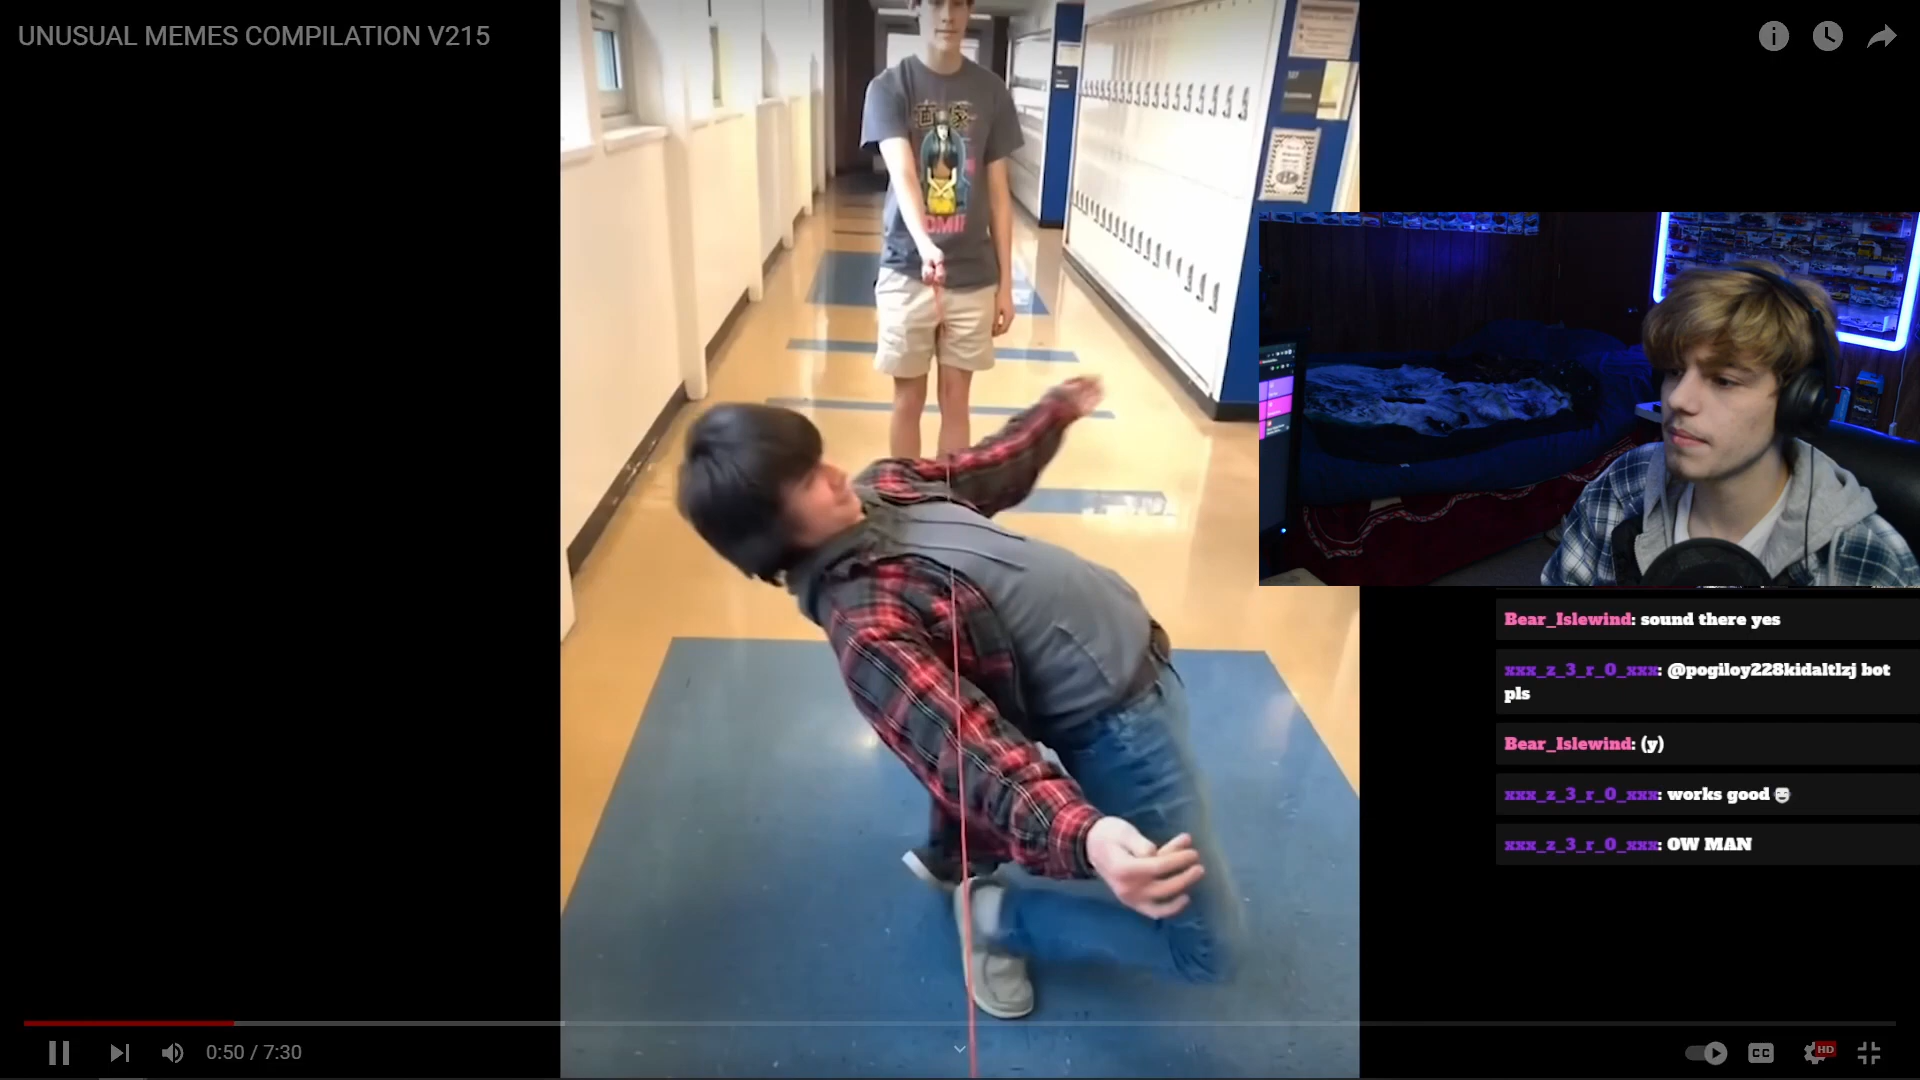 UNUSUAL MEMES COMPILATION V215
Bear_Islewind: sound there yes
xxx_z_3_r_0_xxx: @pogiloy228kidaltlzj bot
pls
Bear_Islewind: (y)
xxx_z_3_r_0_xxx: works good
xxx_z_3_r_0_xxx: OW MAN
0:50 / 7:30
CC
HD